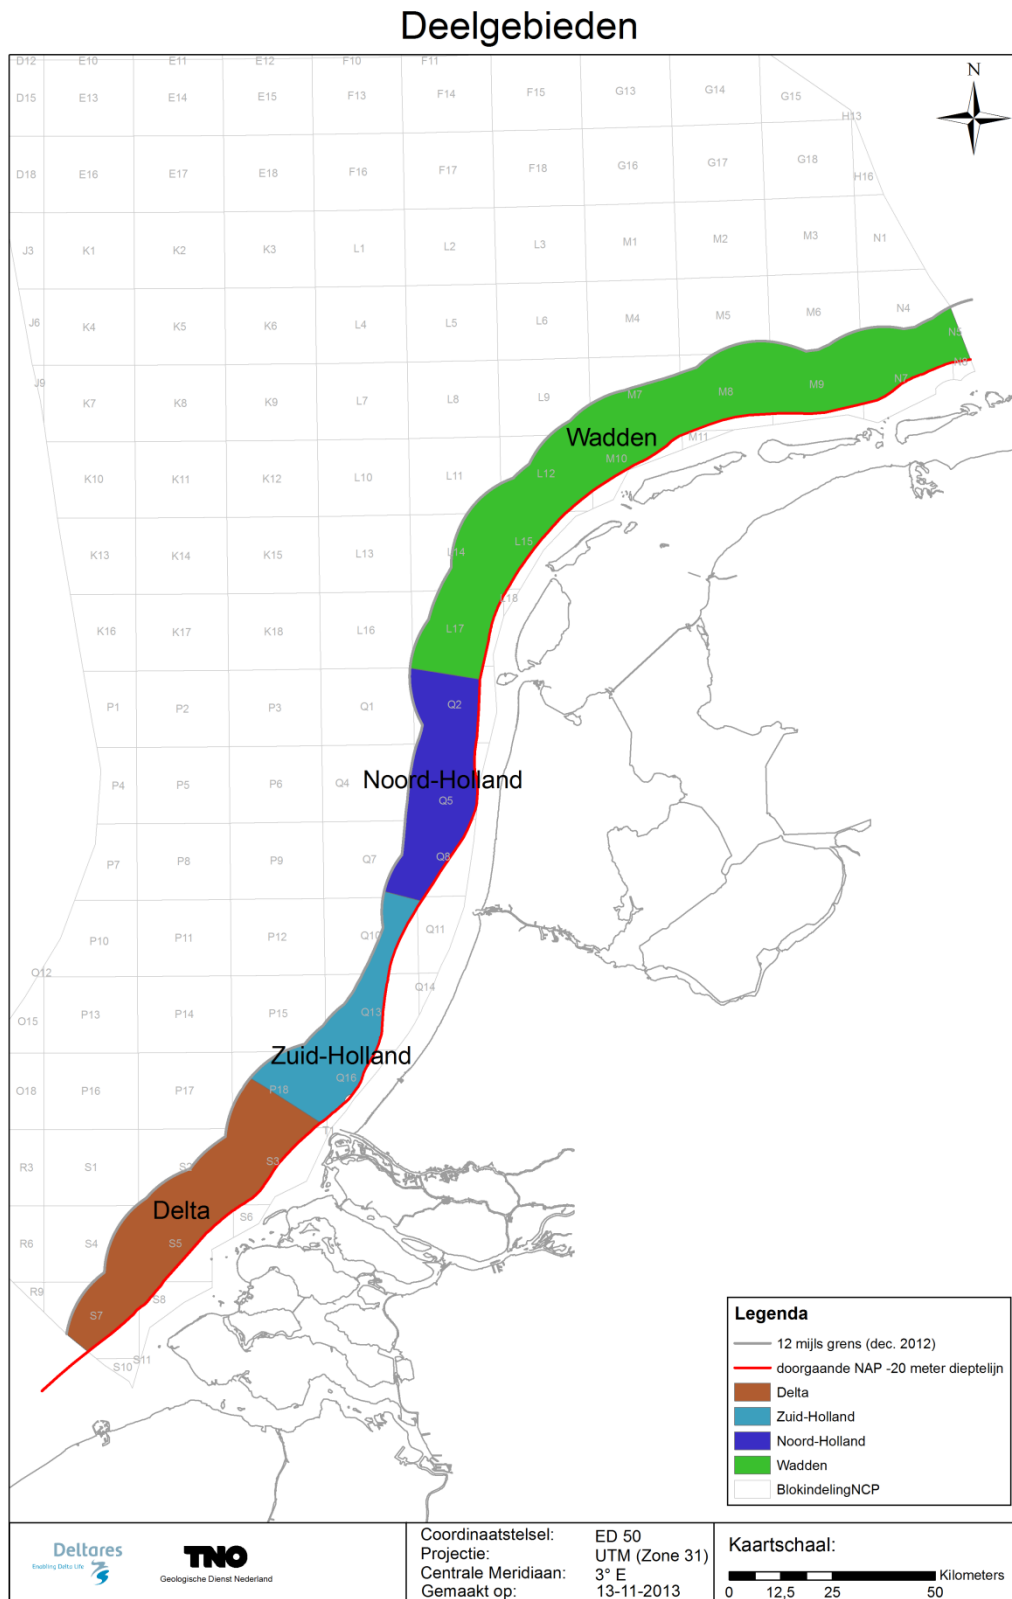 Deelgebieden
D12 E10 E11 E12 F10 F11
D15 E13 E14 E15 F13 F14 F15 G13 G14 G15
N
H13
D18 E16 E17 E18 F16 F17 F18 G16 G17 G18
H16
J3 K1 K2 K3 L1 L2 L3 M1 M2 M3 N1
J6 K4 K5 K6 L4 L5 L6 M4 M5 M6 N4
N5
N8
J9 K7 K8 K9 L7 L8 L9 M7 M8 M9 N7
Wadden
M11
K10 K11 K12 L10 L11 L12 M10
K13 K14 K15 L13 L14 L15
L18
K16 K17 K18 L16 L17
P1 P2 P3 Q1 Q2
Noord-Holland
P4 P5 P6 Q4 Q5
P7 P8 P9 Q7 Q8
P10 P11 P12 Q10 Q11
O12
Q14
O15 P13 P14 P15 Q13
Zuid-Holland
O18 P16 P17 P18 Q16
T1
R3 S1 S2 S3
Delta
S6
R6 S4 S5
R9 S7 S8
S10 S11
Legenda
12 mijls grens (dec. 2012)
doorgaande NAP -20 meter dieptelijn
Delta
Zuid-Holland
Noord-Holland
Wadden
BlokindelingNCP
Deltares
Enabling Delta Life
TNO
Geologische Dienst Nederland
Coordinaatstelsel: ED 50
Projectie: UTM (Zone 31)
Centrale Meridiaan: 3° E
Gemaakt op: 13-11-2013
Kaartschaal:
Kilometers
0 12,5 25 50